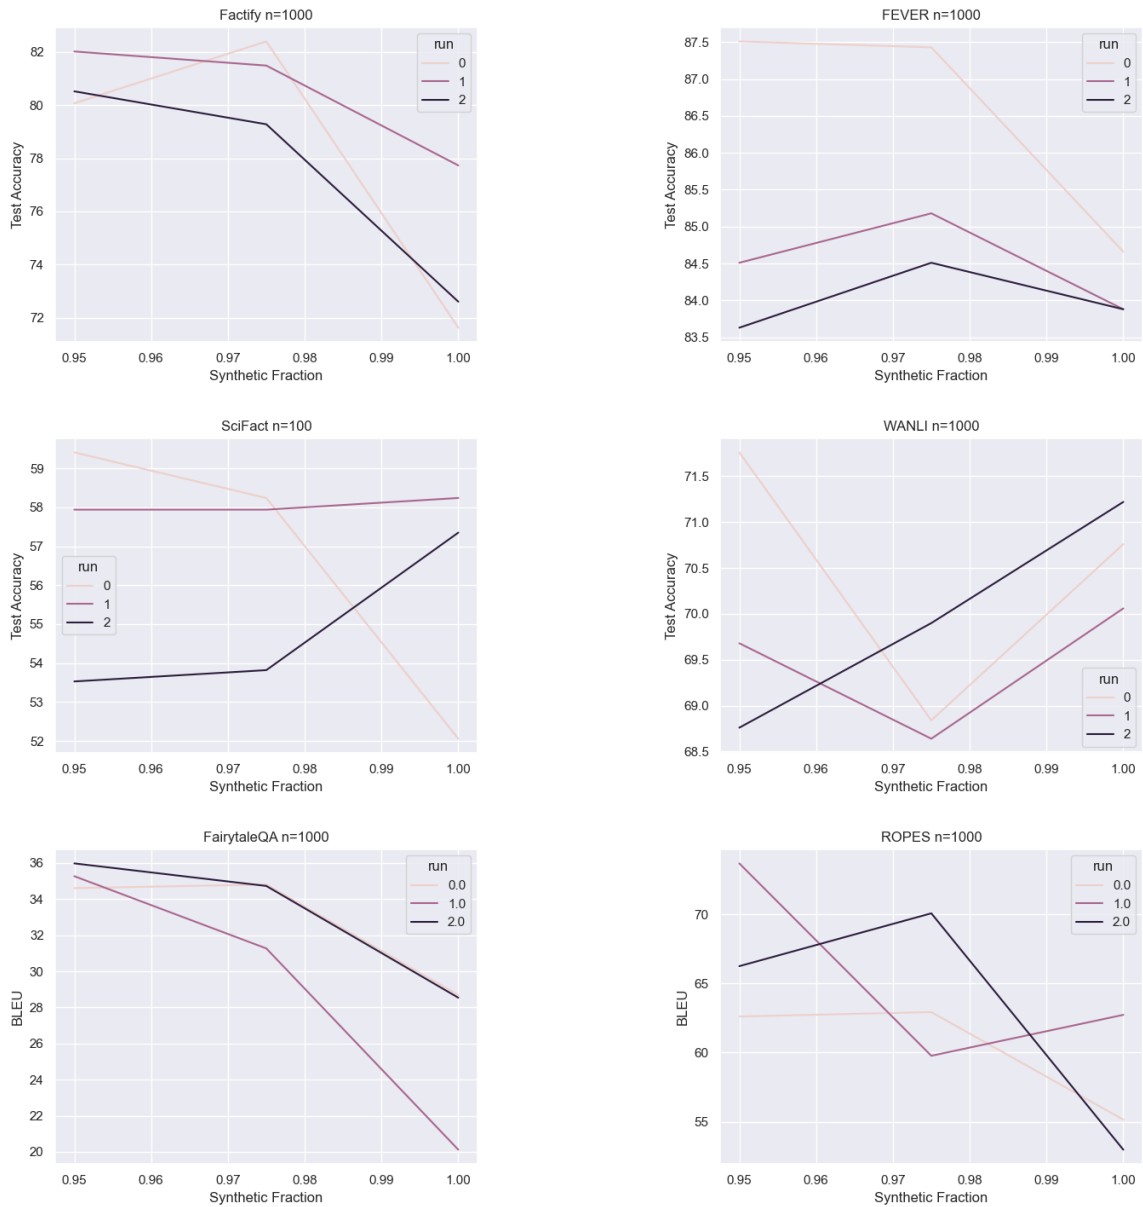 Factify n=1000
82
80
78
76
74
72
Test Accuracy
run
0
1
2
0.95 0.96 0.97 0.98 0.99 1.00
Synthetic Fraction
FEVER n=1000
87.5
87.0
86.5
86.0
85.5
85.0
84.5
84.0
83.5
Test Accuracy
run
0
1
2
0.95 0.96 0.97 0.98 0.99 1.00
Synthetic Fraction
SciFact n=100
59
58
57
56
55
54
53
52
Test Accuracy
run
0
1
2
0.95 0.96 0.97 0.98 0.99 1.00
Synthetic Fraction
WANLI n=1000
71.5
71.0
70.5
70.0
69.5
69.0
68.5
Test Accuracy
run
0
1
2
0.95 0.96 0.97 0.98 0.99 1.00
Synthetic Fraction
FairytaleQA n=1000
36
34
32
30
28
26
24
22
20
BLEU
run
0.0
1.0
2.0
0.95 0.96 0.97 0.98 0.99 1.00
Synthetic Fraction
ROPES n=1000
70
65
60
55
BLEU
run
0.0
1.0
2.0
0.95 0.96 0.97 0.98 0.99 1.00
Synthetic Fraction